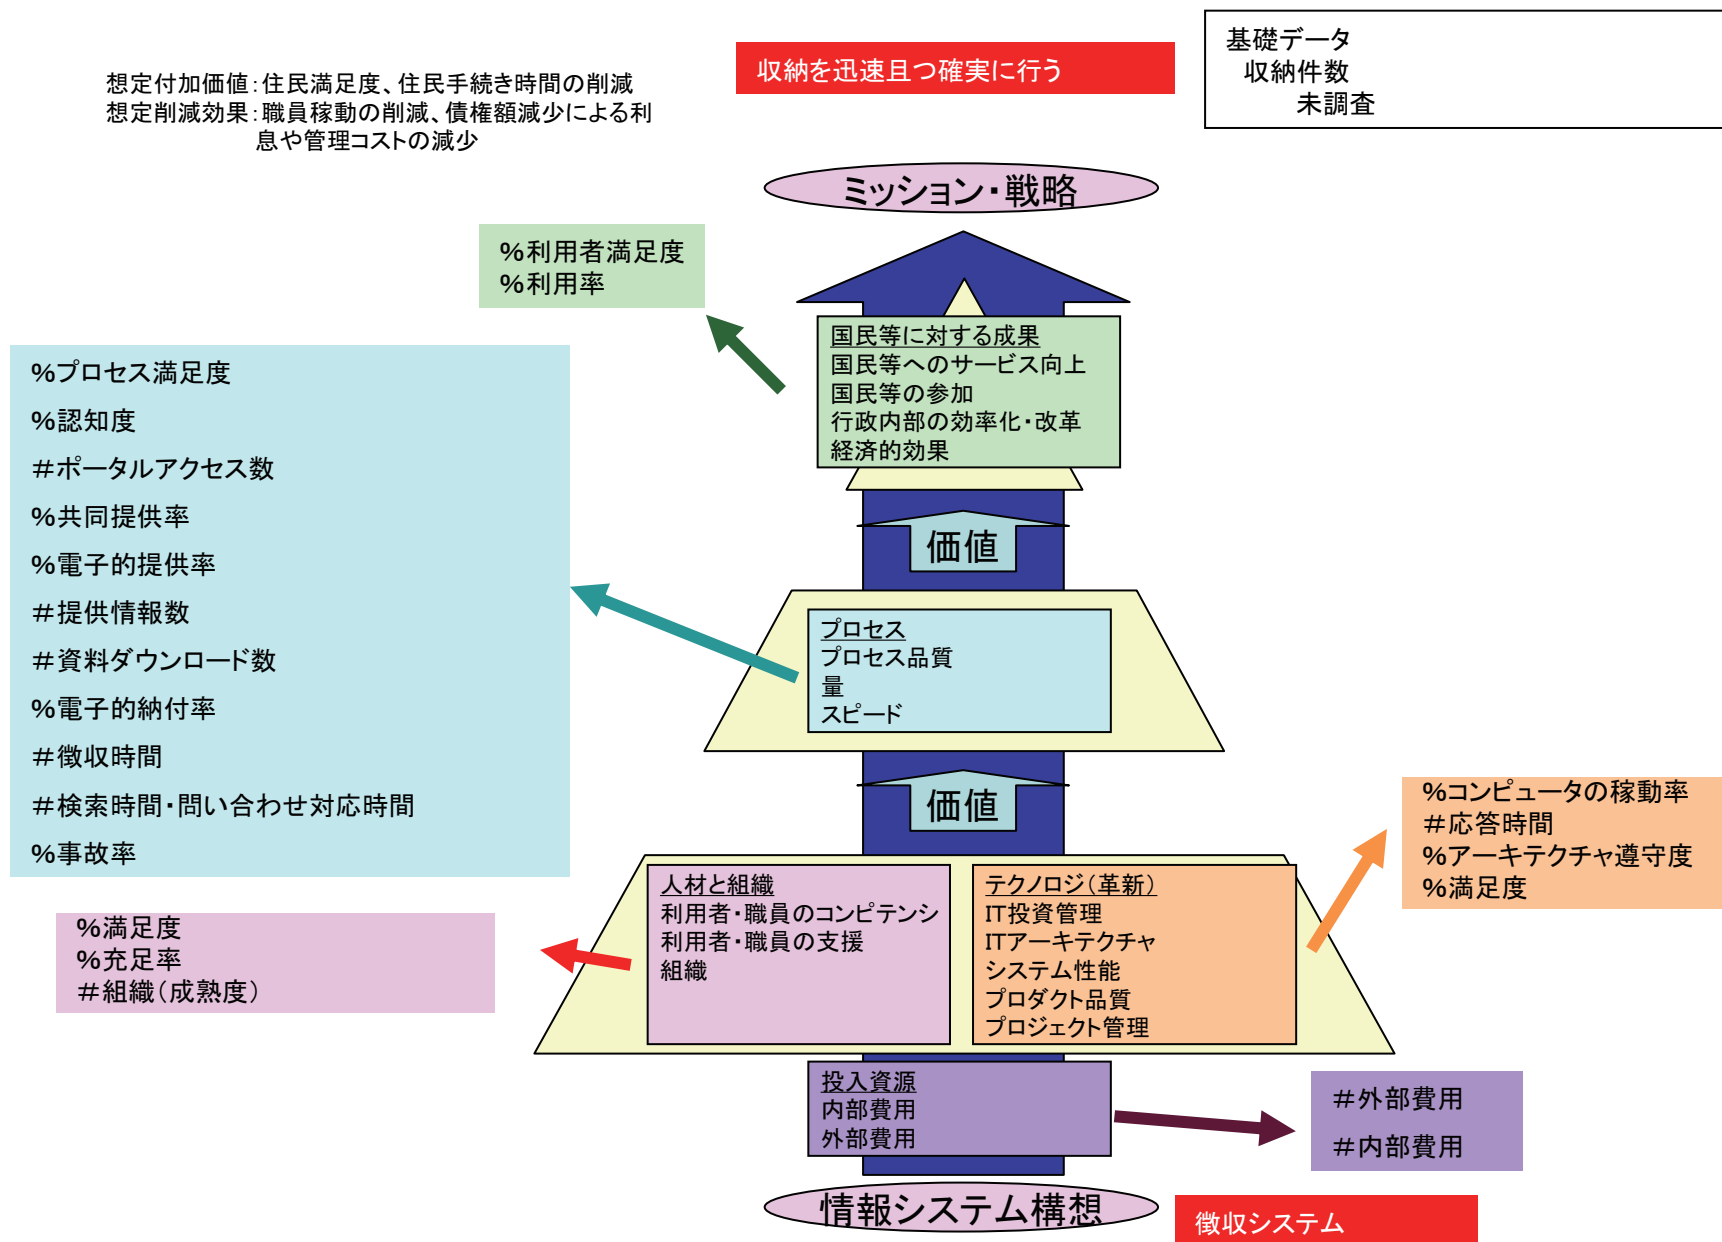 収納を迅速且つ確実に行う
基礎データ
収納件数
未調査
想定付加価値：住民満足度、住民手続き時間の削減
想定削減効果：職員稼動の削減、債権額減少による利
息や管理コストの減少
ミッション・戦略
%利用者満足度
%利用率
国民等に対する成果
国民等へのサービス向上
国民等の参加
行政内部の効率化・改革
経済的効果
%プロセス満足度
%認知度
＃ポータルアクセス数
%共同提供率
%電子的提供率
＃提供情報数
＃資料ダウンロード数
%電子的納付率
＃徴収時間
＃検索時間・問い合わせ対応時間
%事故率
価値
プロセス
プロセス品質
量
スピード
価値
%コンピュータの稼動率
＃応答時間
%アーキテクチャ遵守度
%満足度
人材と組織
利用者・職員のコンピテンシ
利用者・職員の支援
組織
テクノロジ（革新）
IT投資管理
ITアーキテクチャ
システム性能
プロダクト品質
プロジェクト管理
%満足度
%充足率
＃組織（成熟度）
投入資源
内部費用
外部費用
＃外部費用
＃内部費用
情報システム構想
徴収システム